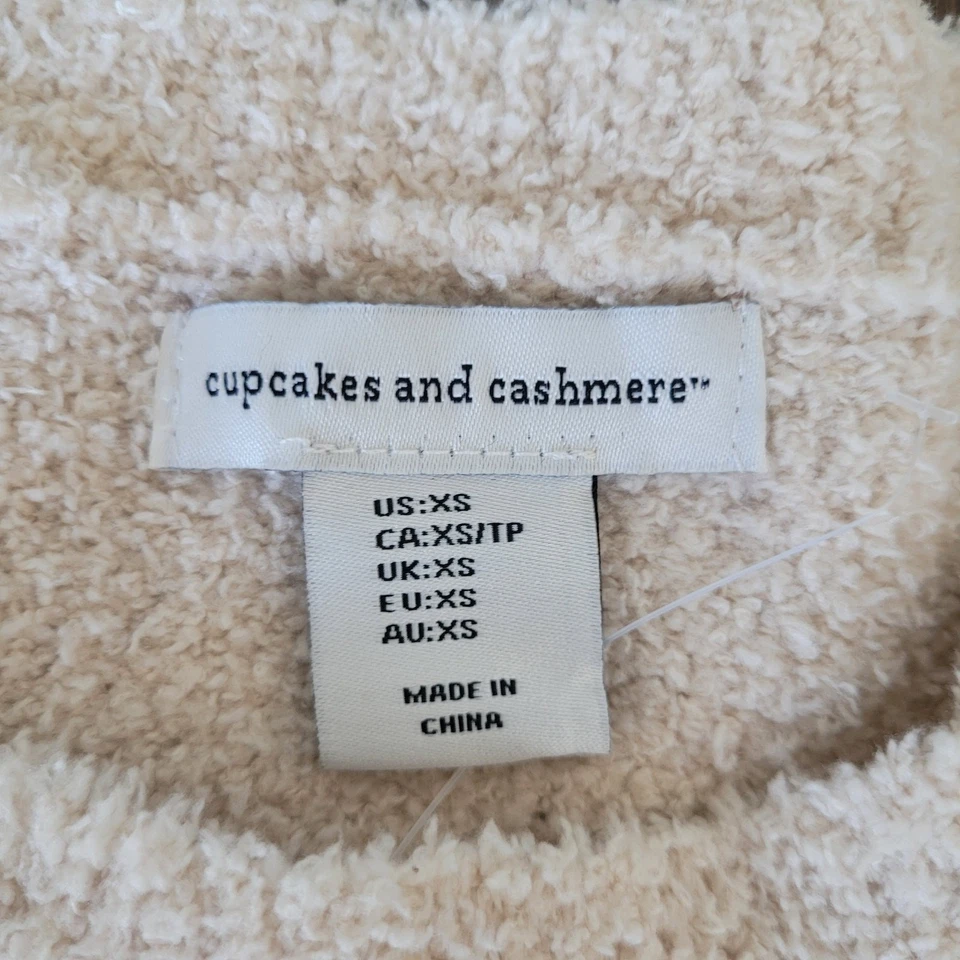 cupcakes and cashmere™
US:XS
CA:XS/TP
UK:XS
EU:XS
AU:XS
MADE IN
CHINA